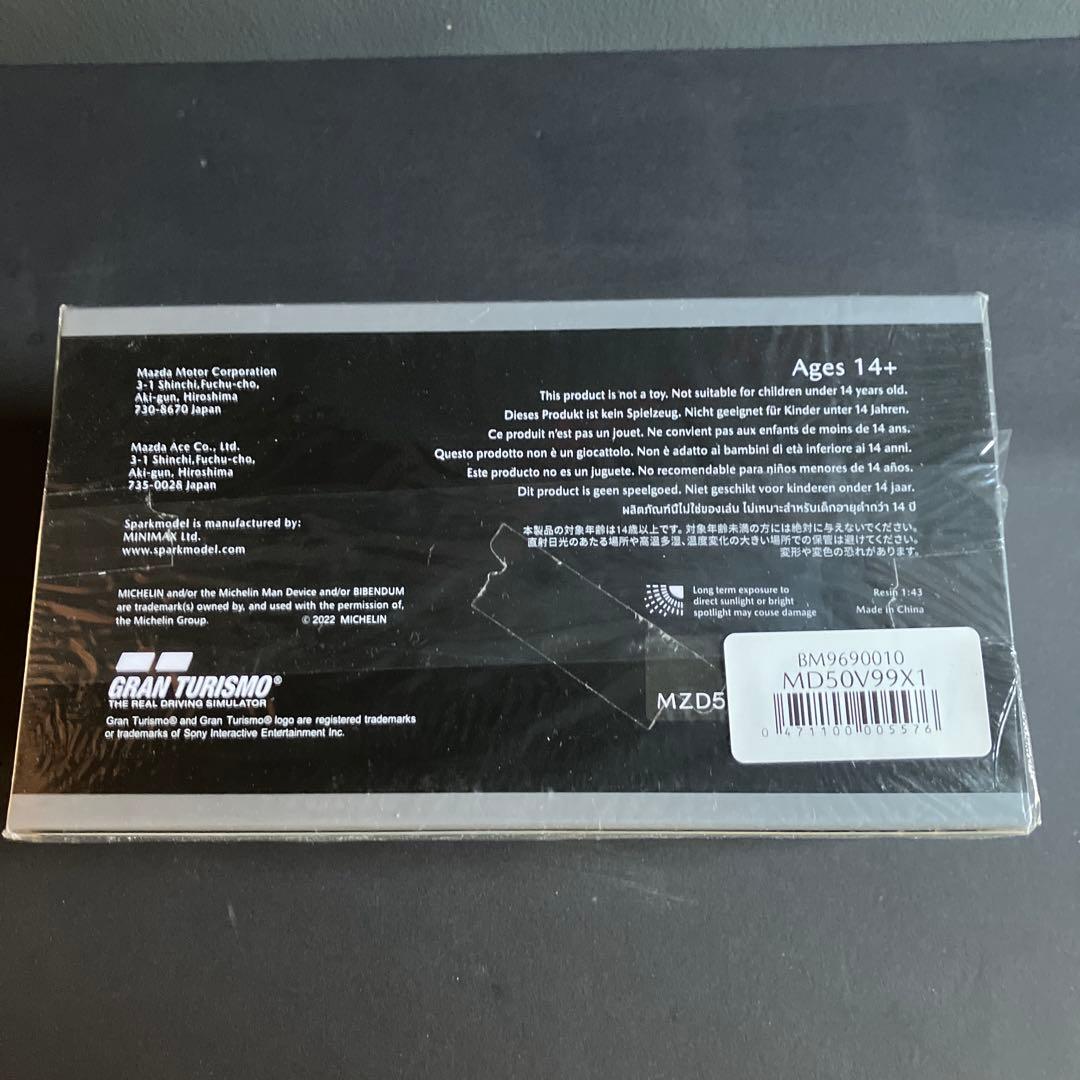 Mazda Motor Corporation
3-1 Shinchi,Fuchu-cho,
Aki-gun, Hiroshima
730-8670 Japan
Mazda Ace Co., Ltd.
3-1 Shinchi,Fuchu-cho,
Aki-gun, Hiroshima
735-0028 Japan
Sparkmodel is manufactured by:
MINIMAX Ltd.
www.sparkmodel.com
MICHELIN and/or the Michelin Man Device and/or BIBENDUM
are trademark(s) owned by, and used with the permission of,
the Michelin Group. © 2022 MICHELIN
GRAN TURISMO®
THE REAL DRIVING SIMULATOR
Gran Turismo® and Gran Turismo® logo are registered trademarks
or trademarks of Sony Interactive Entertainment Inc.
Ages 14+
This product is not a toy. Not suitable for children under 14 years old.
Dieses Produkt ist kein Spielzeug. Nicht geeignet für Kinder unter 14 Jahren.
Ce produit n'est pas un jouet. Ne convient pas aux enfants de moins de 14 ans.
Questo prodotto non è un giocattolo. Non è adatto ai bambini di età inferiore ai 14 anni.
Este producto no es un juguete. No recomendable para niños menores de 14 años.
Dit product is geen speelgoed. Niet geschikt voor kinderen onder 14 jaar.
ผลิตภัณฑ์นี้ไม่ใช่ของเล่น ไม่เหมาะสำหรับเด็กอายุต่ำกว่า 14 ปี
本製品の対象年齢は14歳以上です。対象年齢未満の方には絶対に与えないでください。
直射日光のあたる場所や高温多湿、温度変化の大きい場所での保管は避けてください。
変形や変色の恐れがあります。
Long term exposure to
direct sunlight or bright
spotlight may couse damage
Resin 1:43
Made in China
MZD5
BM9690010
MD50V99X1
0 471100 005576